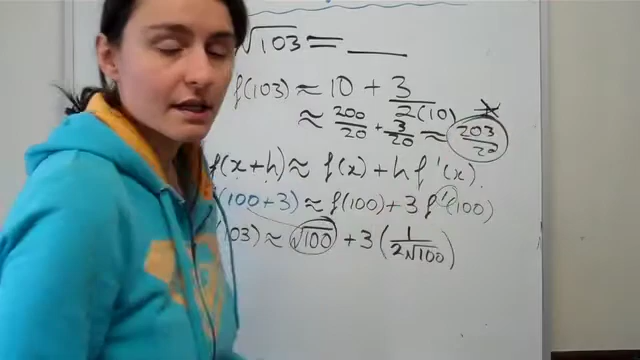 √103 = ___
f(103) ≈ 10 + 3/2(10)
≈ 200/20 + 3/20 ≈ 203/20
f(x+h) ≈ f(x) + h f'(x).
(100+3) ≈ f(100) + 3 f'(100)
(103) ≈ √100 + 3 (1/2√100)